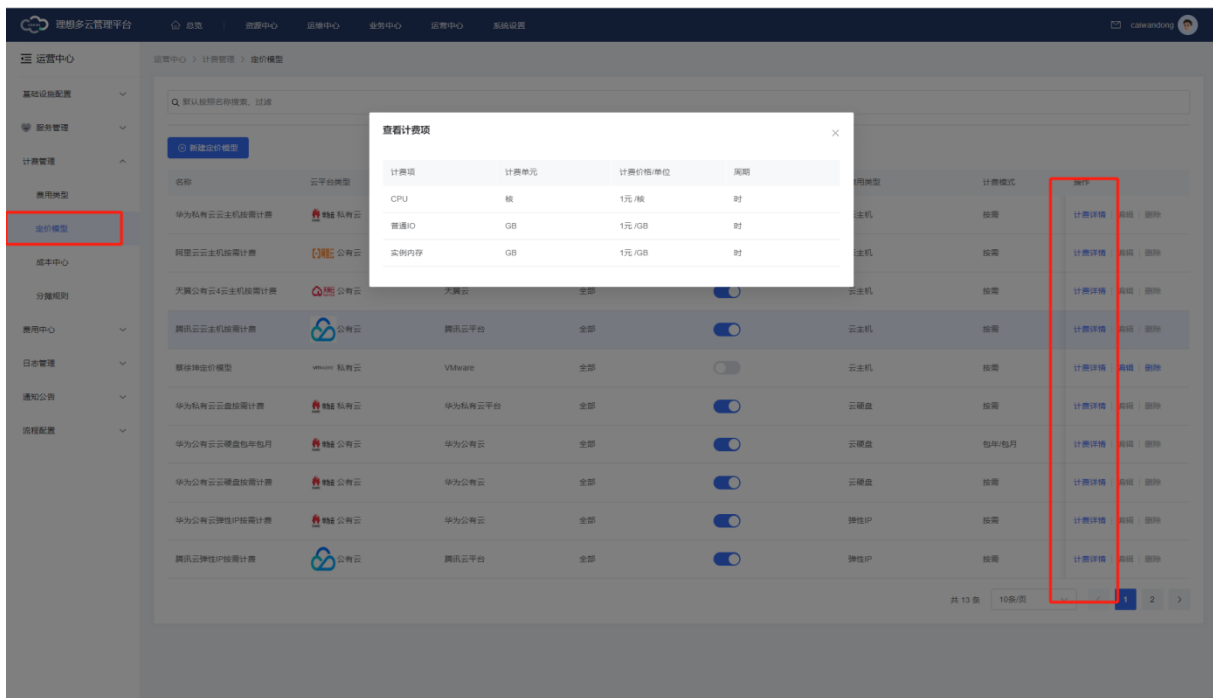 理想多云管理平台 总览 资源中心 运维中心 业务中心 运营中心 系统设置 caiwandong
运营中心 运营中心 > 计费管理 > 定价模型
基础设施配置
默认按照名称搜索、过滤
服务管理
查看计费项
新建定价模型
计费管理
计费项 计费单元 计费价格/单位 周期
名称 云平台类型 用类型 计费模式 操作
费用类型
CPU 核 1元 /核 时
华为私有云云主机按需计费 私有云 云主机 按需 计费详情 编辑 删除
定价模型
普通IO GB 1元 /GB 时
阿里云云主机按需计费 公有云 云主机 按需 计费详情 编辑 删除
实例内存 GB 1元 /GB 时
成本中心
天翼公有云4云主机按需计费 公有云 天翼云 全部 云主机 按需 计费详情 编辑 删除
分摊规则
腾讯云云主机按需计费 公有云 腾讯云平台 全部 云主机 按需 计费详情 编辑 删除
费用中心
蔡徐坤定价模型 vmware 私有云 VMware 全部 云主机 按需 计费详情 编辑 删除
日志管理
通知公告
华为私有云云盘按需计费 私有云 华为私有云平台 全部 云硬盘 按需 计费详情 编辑 删除
流程配置
华为公有云云硬盘包年包月 公有云 华为公有云 全部 云硬盘 包年/包月 计费详情 编辑 删除
华为公有云云硬盘按需计费 公有云 华为公有云 全部 云硬盘 按需 计费详情 编辑 删除
华为公有云弹性IP按需计费 公有云 华为公有云 全部 弹性IP 按需 计费详情 编辑 删除
腾讯云弹性IP按需计费 公有云 腾讯云平台 全部 弹性IP 按需 计费详情 编辑 删除
共 13 条 10条/页 1 2